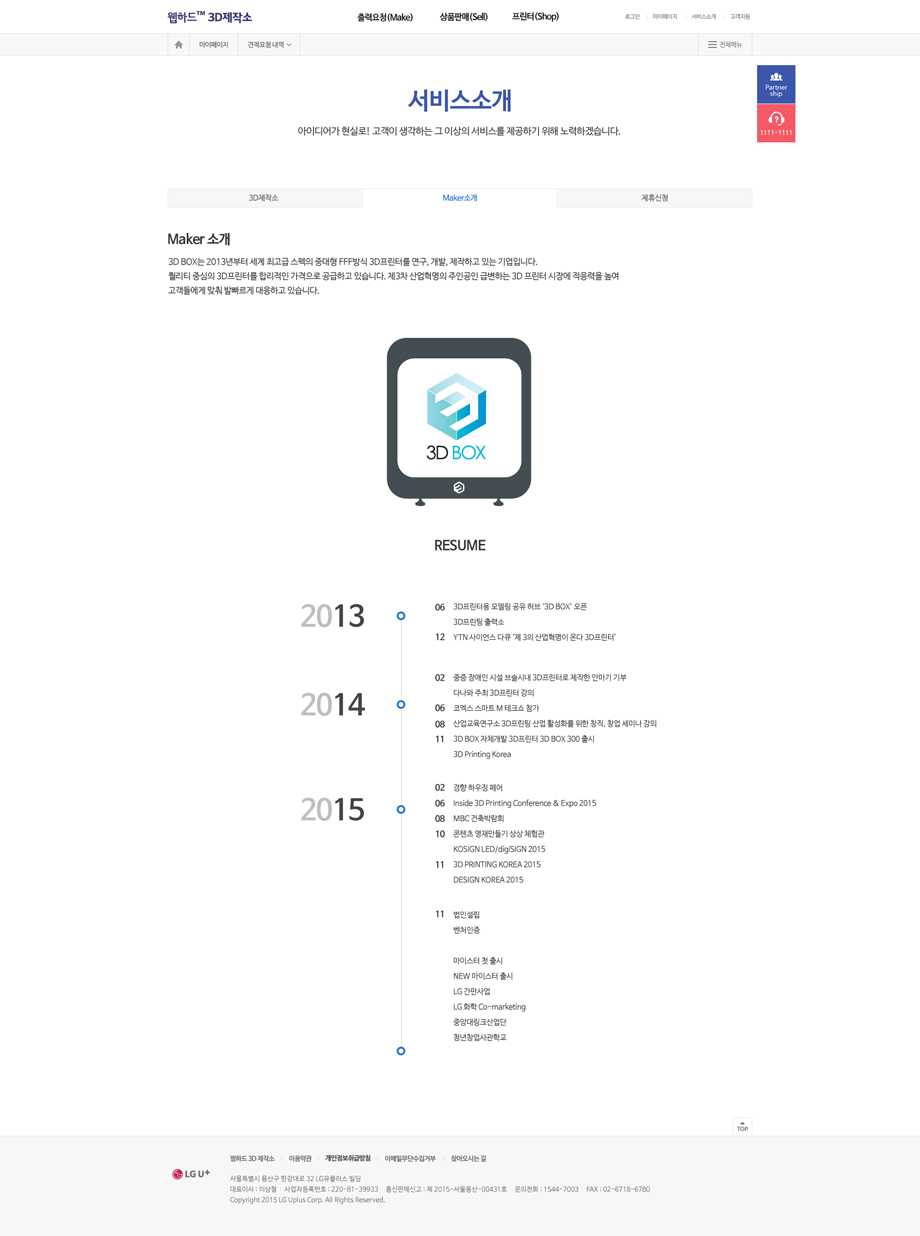 웹하드™ 3D제작소
출력요청(Make) 상품판매(Sell) 프린터(Shop)
로그인 마이페이지 서비스소개 고객지원
마이페이지 견적요청 내역 전체메뉴
Partner
ship
1111-1111
서비스소개
아이디어가 현실로! 고객이 생각하는 그 이상의 서비스를 제공하기 위해 노력하겠습니다.
3D제작소 Maker소개 제휴신청
Maker 소개
3D BOX는 2013년부터 세계 최고급 스펙의 중대형 FFF방식 3D프린터를 연구, 개발, 제작하고 있는 기업입니다.
퀄리티 중심의 3D프린터를 합리적인 가격으로 공급하고 있습니다. 제3차 산업혁명의 주인공인 급변하는 3D 프린터 시장에 적응력을 높여
고객들에게 맞춰 발빠르게 대응하고 있습니다.
3D BOX
RESUME
2013
06 3D프린터용 모델링 공유 허브 '3D BOX' 오픈
3D프린팅 출력소
12 YTN 사이언스 다큐 '제 3의 산업혁명이 온다 3D프린터'
2014
02 중증 장애인 시설 브솔시내 3D프린터로 제작한 안마기 기부
다나와 주최 3D프린터 강의
06 코엑스 스마트 M 테크쇼 참가
08 산업교육연구소 3D프린팅 산업 활성화를 위한 창직, 창업 세미나 강의
11 3D BOX 자체개발 3D프린터 3D BOX 300 출시
3D Printing Korea
2015
02 경향 하우징 페어
06 Inside 3D Printing Conference & Expo 2015
08 MBC 건축박람회
10 콘텐츠 영재만들기 상상 체험관
KOSIGN LED/digiSIGN 2015
11 3D PRINTING KOREA 2015
DESIGN KOREA 2015
11 법인설립
벤처인증
마이스터 첫 출시
NEW 마이스터 출시
LG 간판사업
LG 화학 Co-marketing
중앙대링크산업단
청년창업사관학교
TOP
LG U+
웹하드 3D 제작소 이용약관 개인정보취급방침 이메일무단수집거부 찾아오시는 길
서울특별시 용산구 한강대로 32 LG유플러스 빌딩
대표이사 : 이상철 사업자등록번호 : 220-81-39933 통신판매신고 : 제 2015-서울용산-00431호 문의전화 : 1544-7003 FAX : 02-6718-6780
Copyright 2015 LG Uplus Corp. All Rights Reserved.